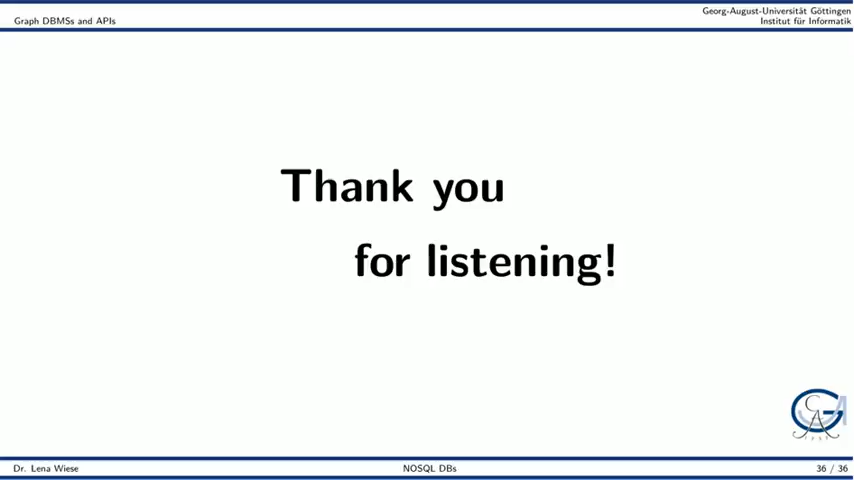 Georg-August-Universität Göttingen
Graph DBMSs and APIs
Institut für Informatik
Thank you
for listening!
Dr. Lena Wiese
NOSQL DBs
36 / 36